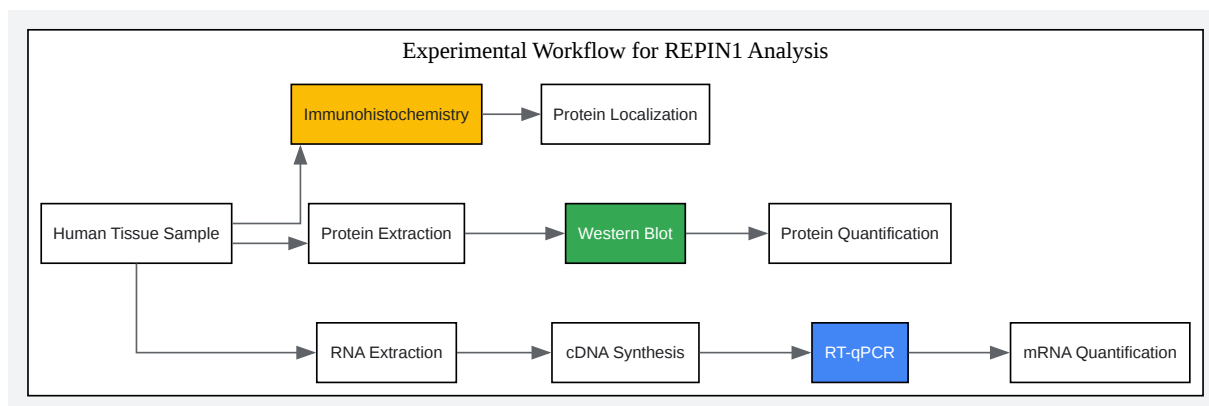 Experimental Workflow for REPIN1 Analysis
Immunohistochemistry
Protein Localization
Human Tissue Sample
Protein Extraction
Western Blot
Protein Quantification
RNA Extraction
cDNA Synthesis
RT-qPCR
mRNA Quantification